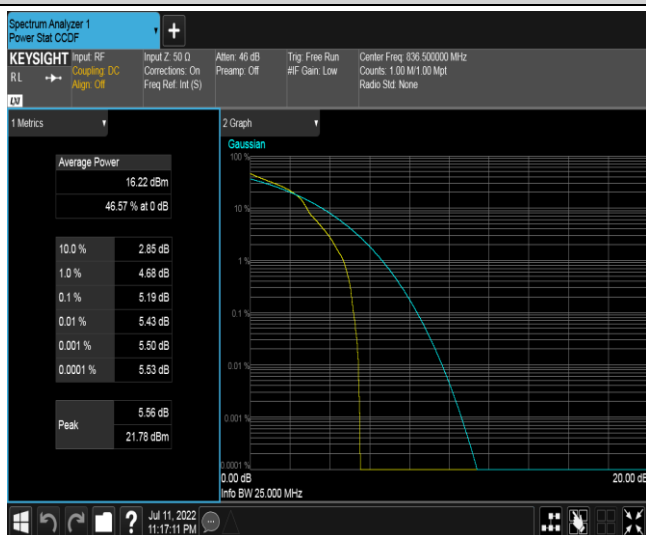 Spectrum Analyzer 1
Power Stat CCDF
+
KEYSIGHT
RL
LXI
Input: RF
Coupling: DC
Align: Off
Input Z: 50 Ω
Corrections: On
Freq Ref: Int (S)
Atten: 46 dB
Preamp: Off
Trig: Free Run
#IF Gain: Low
Center Freq: 836.500000 MHz
Counts: 1.00 M/1.00 Mpt
Radio Std: None
1 Metrics
Average Power
16.22 dBm
46.57 % at 0 dB
10.0 % 2.85 dB
1.0 % 4.68 dB
0.1 % 5.19 dB
0.01 % 5.43 dB
0.001 % 5.50 dB
0.0001 % 5.53 dB
Peak
5.56 dB
21.78 dBm
2 Graph
Gaussian
100 %
10 %
1 %
0.1 %
0.01 %
0.001 %
0.0001 %
0.00 dB
20.00 dB
Info BW 25.000 MHz
?
Jul 11, 2022
11:17:11 PM